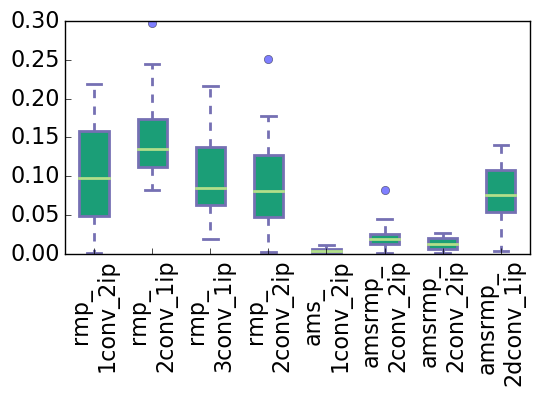 0.30
0.25
0.20
0.15
0.10
0.05
0.00
rmp_
1conv_2ip
rmp_
2conv_1ip
rmp_
3conv_1ip
rmp_
2conv_2ip
ams_
1conv_2ip
amsrmp_
2conv_2ip
amsrmp_
2conv_2ip
amsrmp_
2dconv_1ip